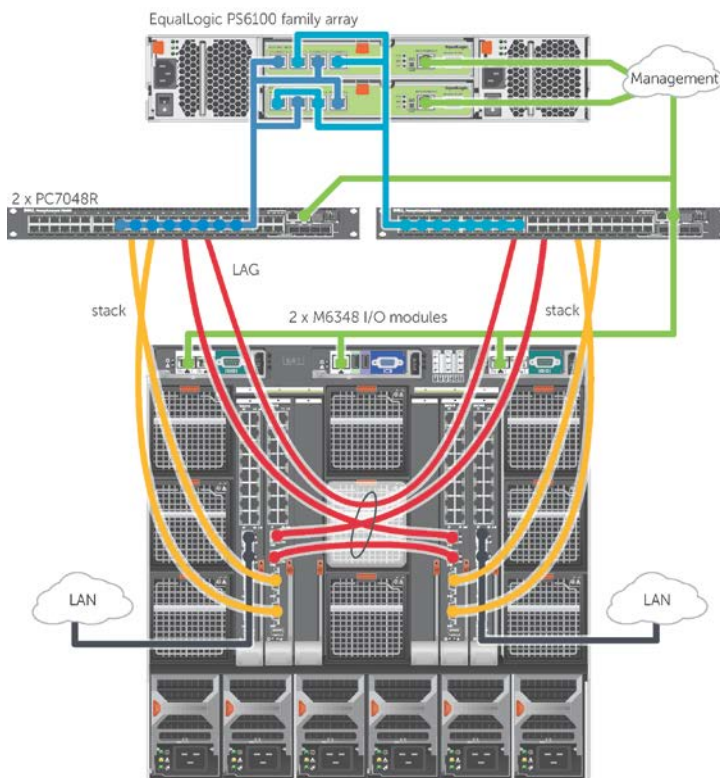 EqualLogic PS6100 family array
Management
2 x PC7048R
LAG
stack
2 x M6348 I/O modules
stack
LAN
LAN